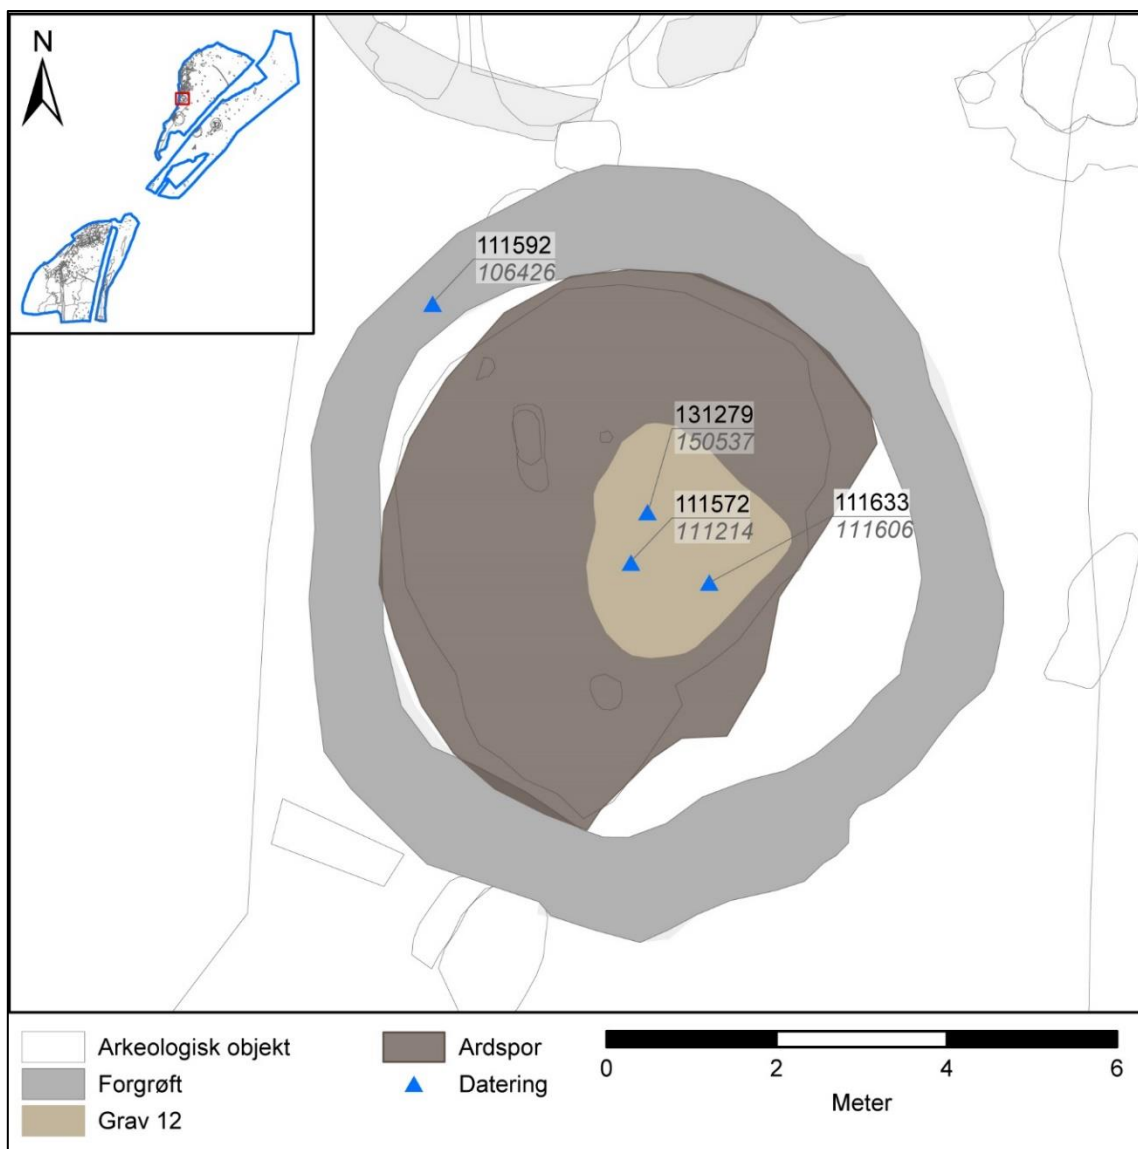 N
111592
106426
131279
150537
111572
111214
111633
111606
Arkeologisk objekt
Forgrøft
Grav 12
Ardspor
Datering
0 2 4 6
Meter